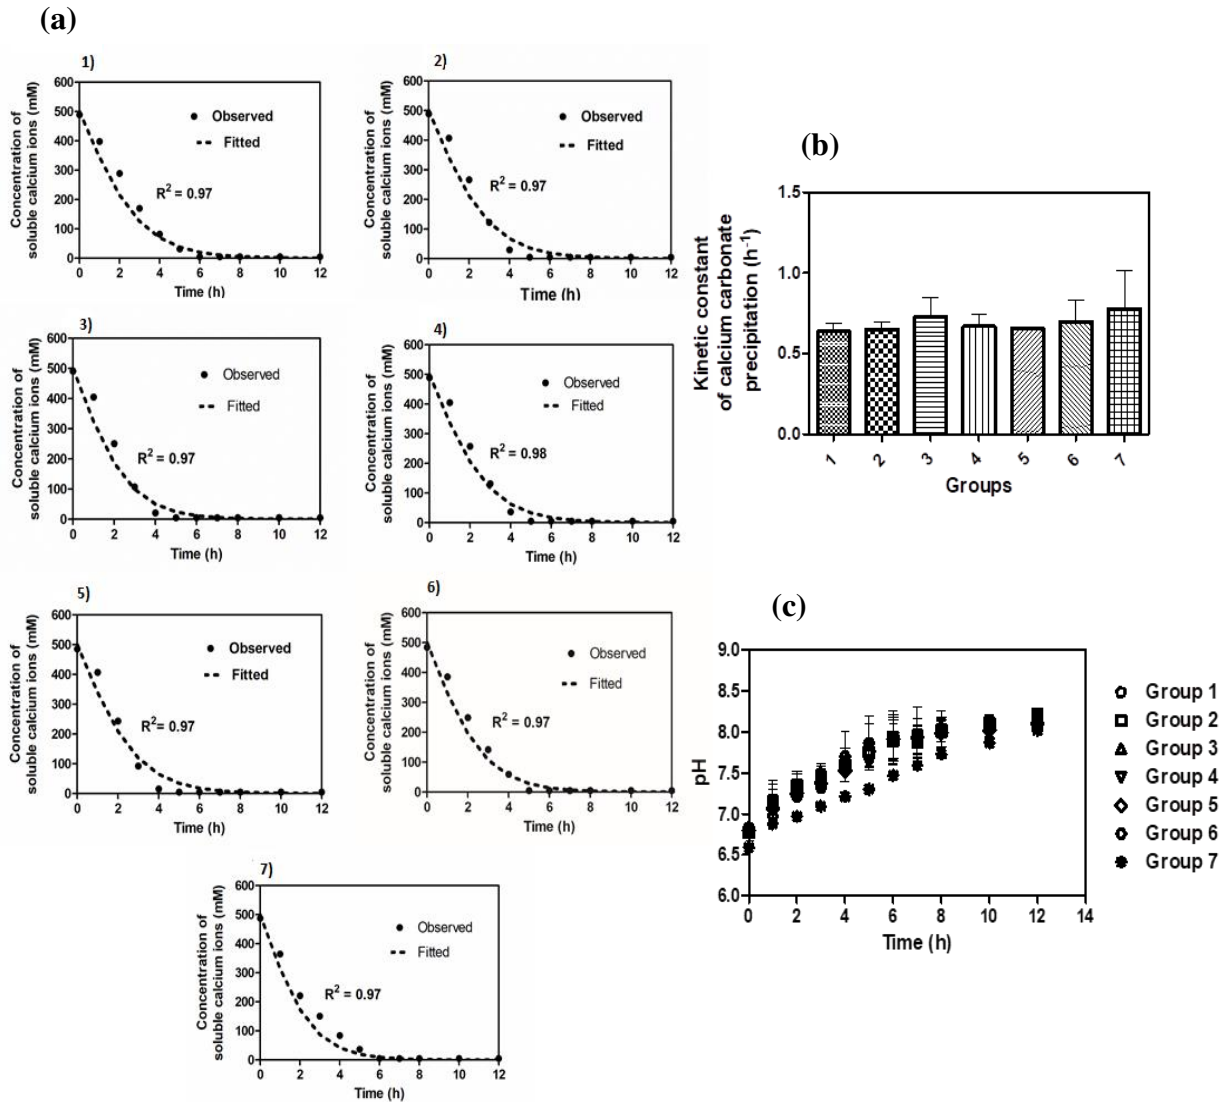 (a)
1)
Concentration of
soluble calcium ions (mM)
600
500
400
300
200
100
0
Observed
Fitted
R² = 0.97
0 2 4 6 8 10 12
Time (h)
2)
Concentration of
soluble calcium ions (mM)
600
500
400
300
200
100
0
Observed
Fitted
R² = 0.97
0 2 4 6 8 10 12
Time (h)
3)
Concentration of
soluble calcium ions (mM)
600
500
400
300
200
100
0
Observed
Fitted
R² = 0.97
0 2 4 6 8 10 12
Time (h)
4)
Concentration of
soluble calcium ions (mM)
600
500
400
300
200
100
0
Observed
Fitted
R² = 0.98
0 2 4 6 8 10 12
Time (h)
5)
Concentration of
soluble calcium ions (mM)
600
500
400
300
200
100
0
Observed
Fitted
R² = 0.97
0 2 4 6 8 10 12
Time (h)
6)
Concentration of
soluble calcium ions (mM)
600
500
400
300
200
100
0
Observed
Fitted
R² = 0.97
0 2 4 6 8 10 12
Time (h)
7)
Concentration of
soluble calcium ions (mM)
600
500
400
300
200
100
0
Observed
Fitted
R² = 0.97
0 2 4 6 8 10 12
Time (h)
(b)
Kinetic constant
of calcium carbonate
precipitation (h⁻¹)
1.5
1.0
0.5
0.0
1 2 3 4 5 6 7
Groups
(c)
pH
9.0
8.5
8.0
7.5
7.0
6.5
6.0
0 2 4 6 8 10 12 14
Time (h)
Group 1
Group 2
Group 3
Group 4
Group 5
Group 6
Group 7